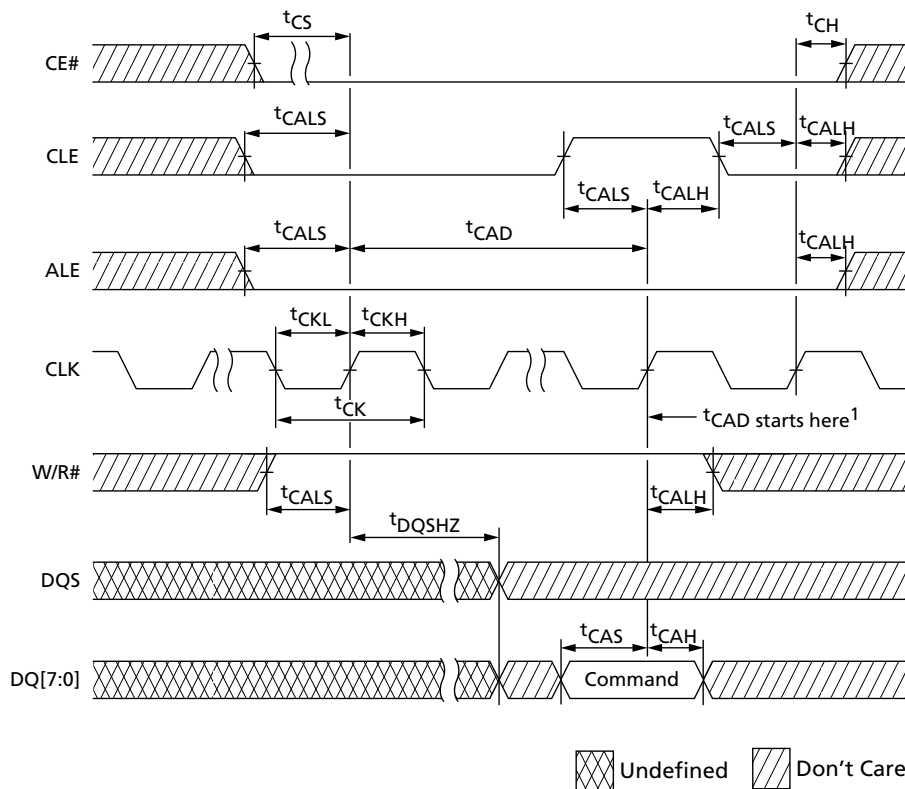 tCS
tCH
CE#
tCALS
tCALS
tCALH
CLE
tCALS
tCALH
tCALS
tCAD
tCALH
ALE
tCKL
tCKH
CLK
tCK
tCAD starts here1
W/R#
tCALS
tCALH
tDQSHZ
DQS
tCAS
tCAH
DQ[7:0]
Command
Undefined
Don't Care